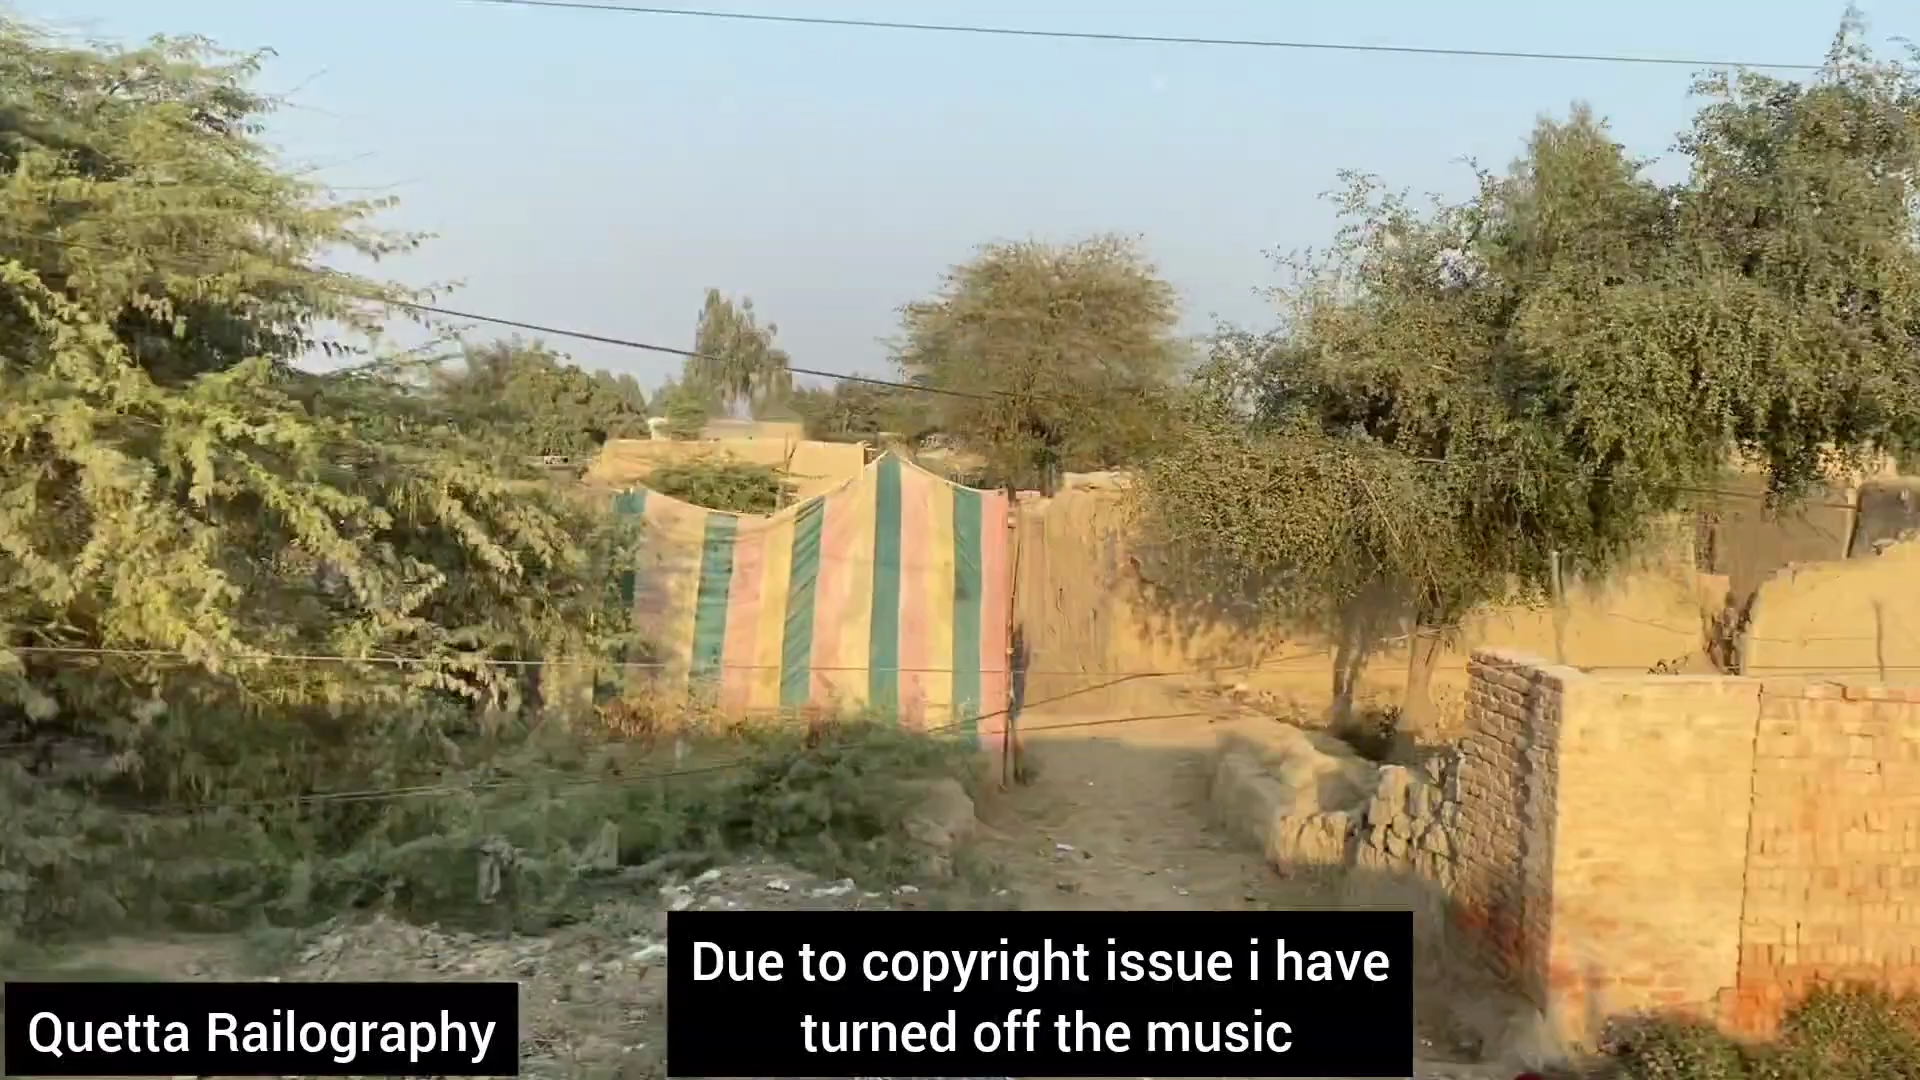 Due to copyright issue i have
turned off the music
Quetta Railography